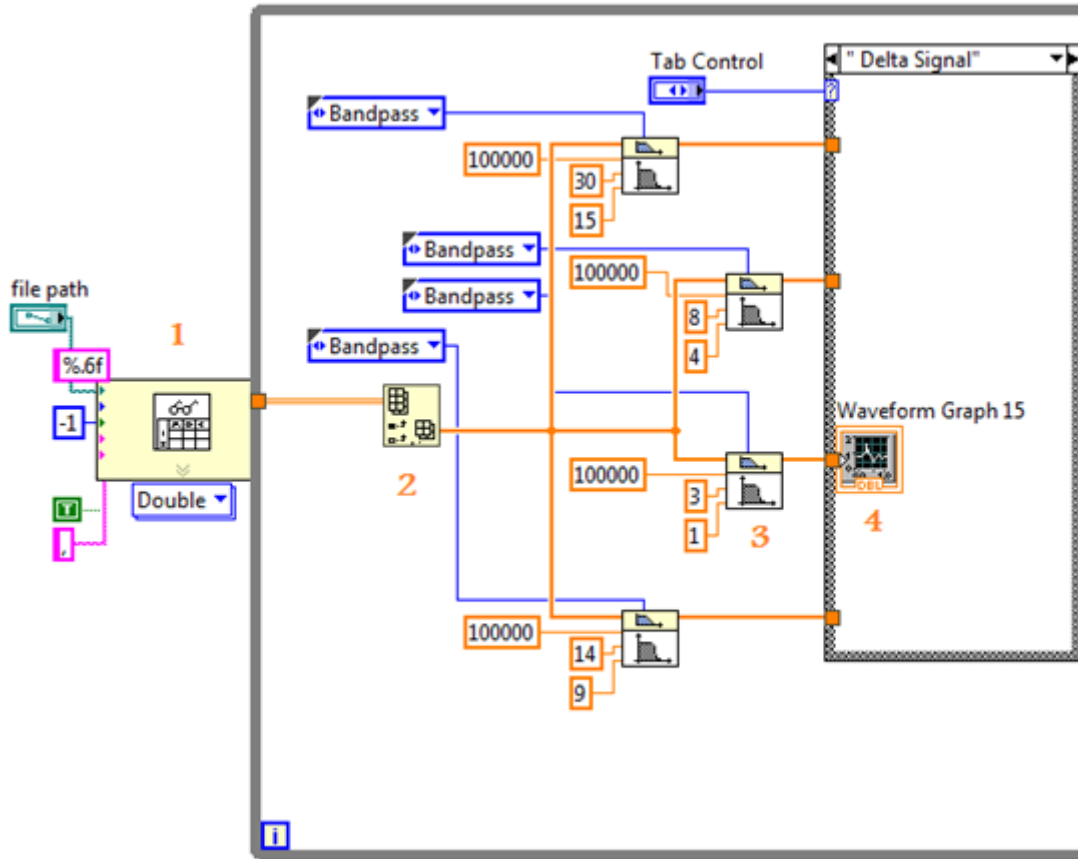 " Delta Signal"
Tab Control
Bandpass
100000
30
15
Bandpass
100000
Bandpass
8
4
file path
1
%.6f
Bandpass
-1
2
Double
T
,
Waveform Graph 15
100000
3
1
3
DBL
4
100000
14
9
i